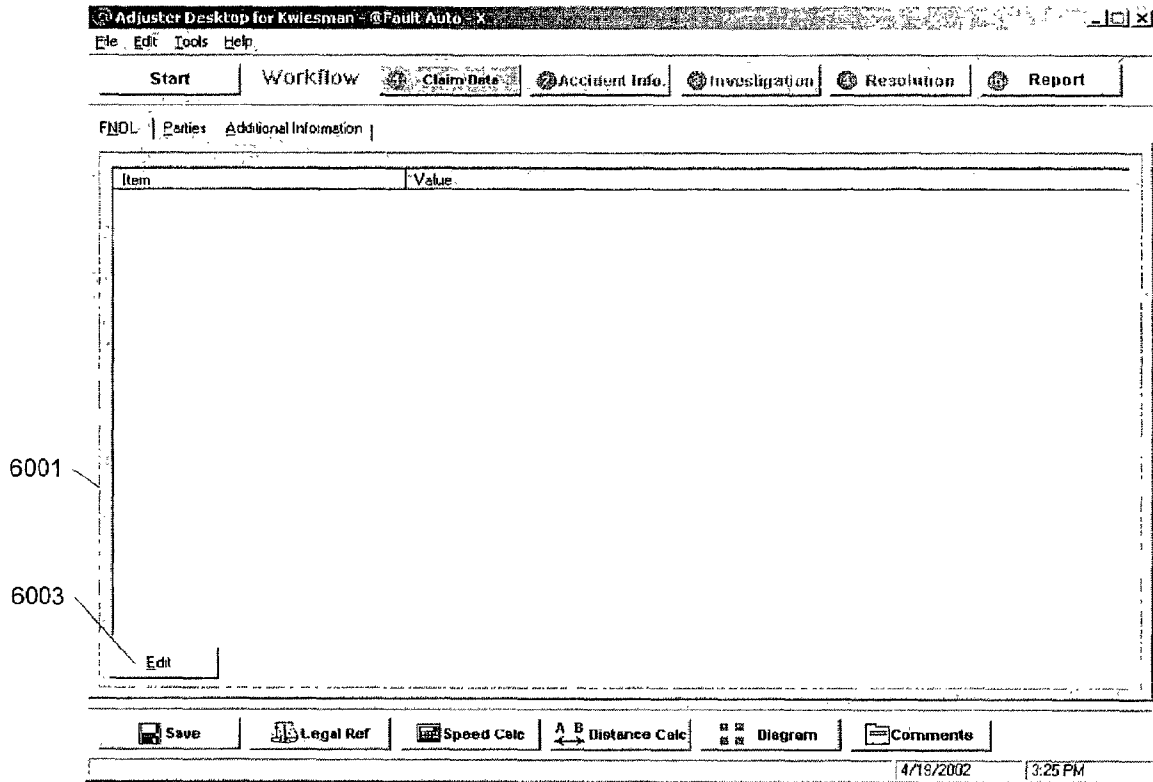 Adjuster Desktop for Kwiesman - @Fault Auto - X
File Edit Tools Help
Start Workflow Claim Data Accident Info. Investigation Resolution Report
FNOL Parties Additional Information
Item Value
6001
6003
Edit
Save Legal Ref Speed Calc A B Distance Calc Diagram Comments
4/19/2002 3:25 PM